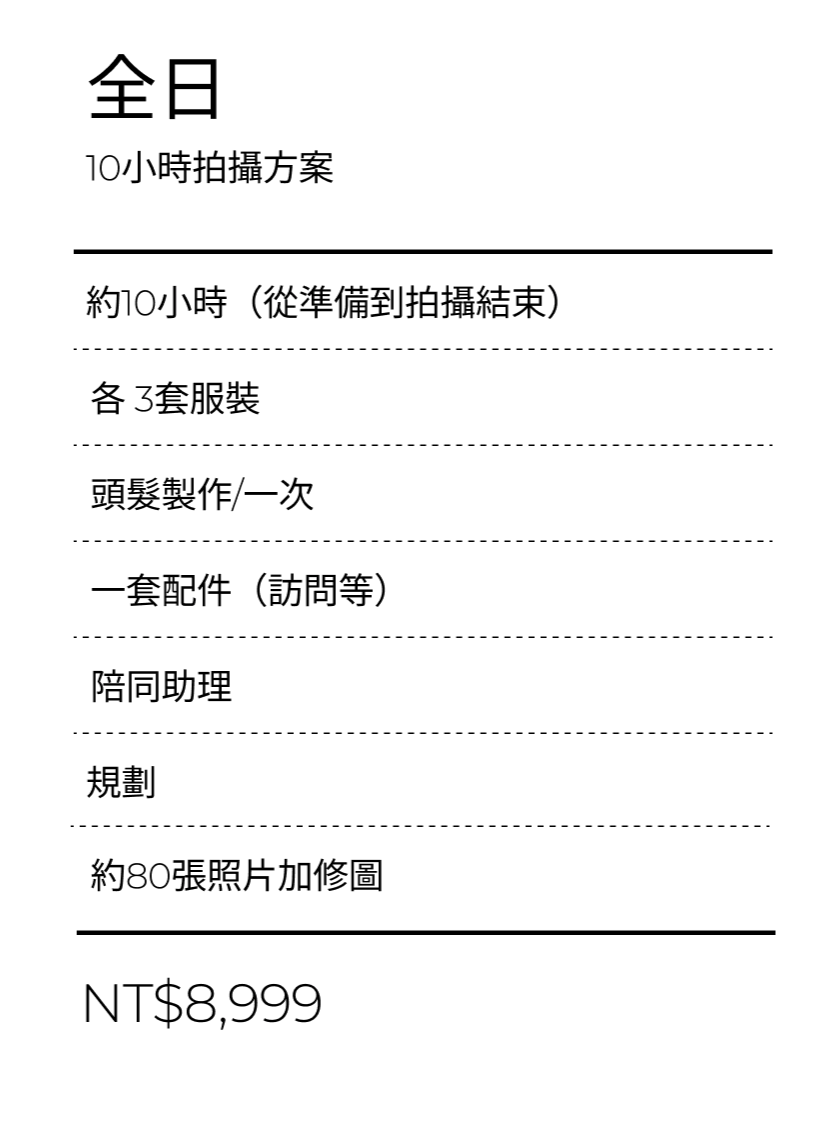 全日
10小時拍攝方案
約10小時（從準備到拍攝結束）
各 3套服裝
頭髮製作/一次
一套配件（訪問等）
陪同助理
規劃
約80張照片加修圖
NT$8,999